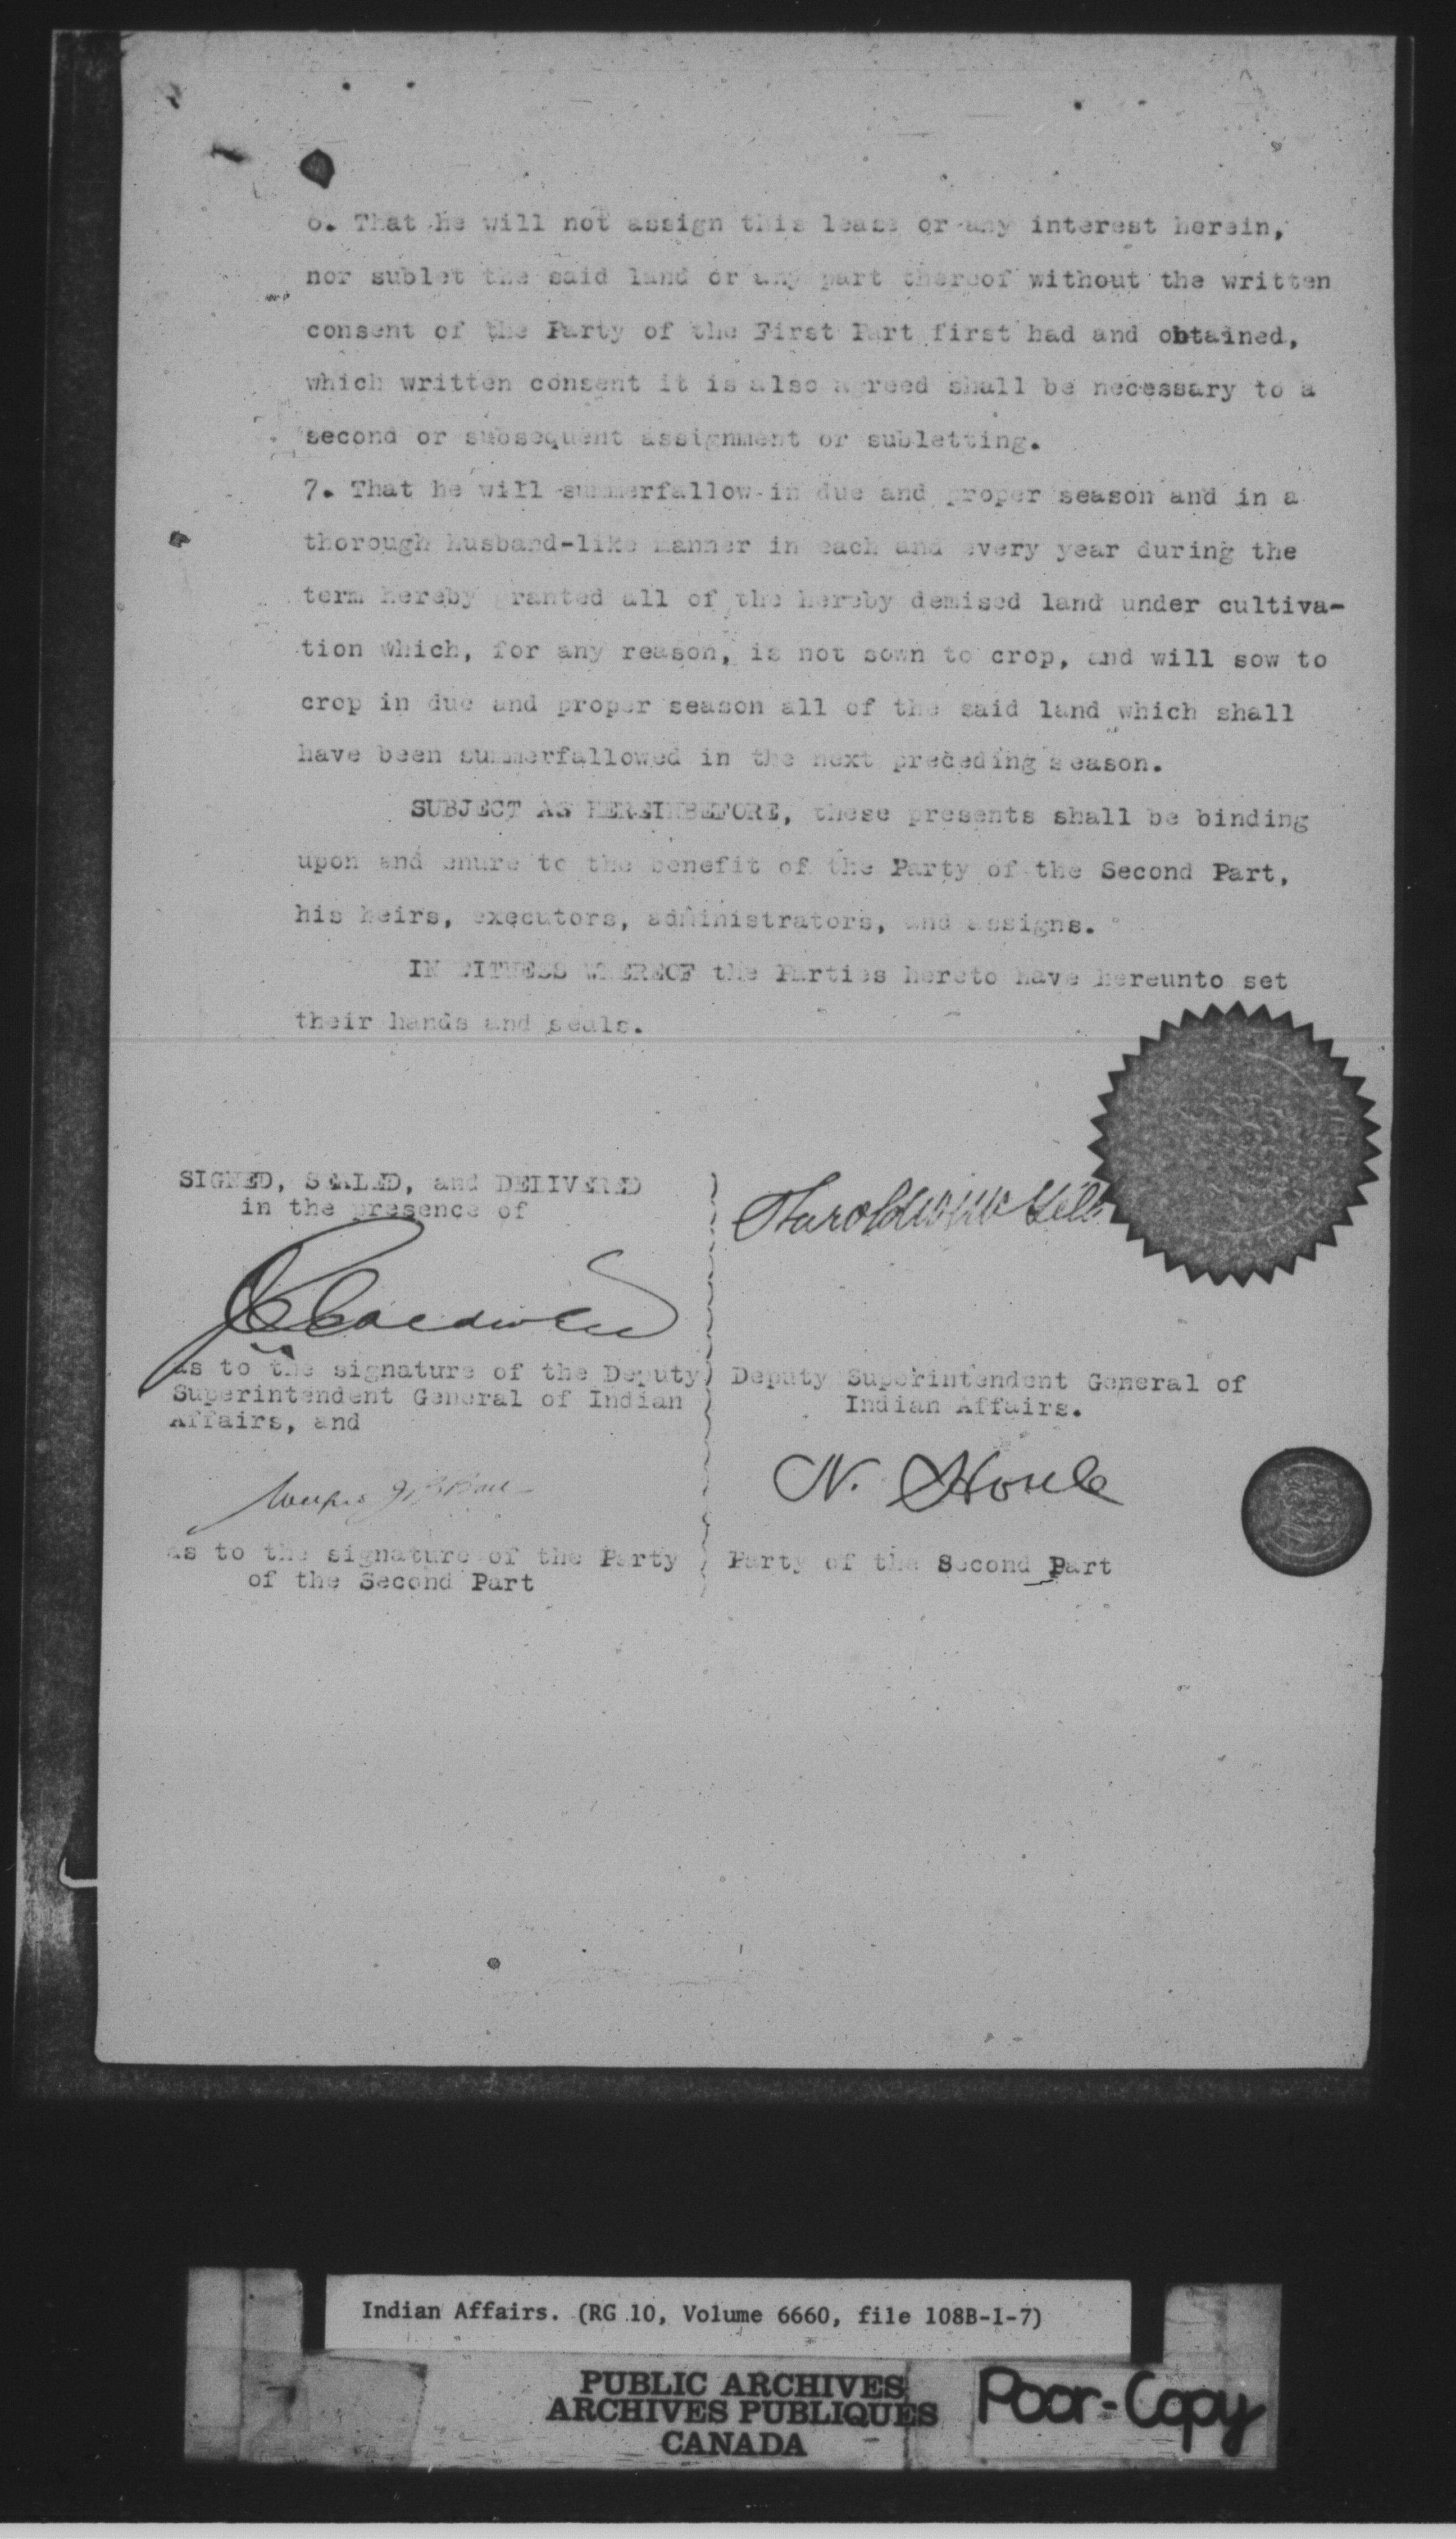 6. That he will not assign this lease or any interest herein,
nor sublet the said land or any part thereof without the written
consent of the Party of the First Part first had and obtained,
which written consent it is also agreed shall be necessary to a
second or subsequent assignment or subletting.
7. That he will summerfallow in due and proper season and in a
thorough husband-like manner in each and every year during the
term hereby granted all of the hereby demised land under cultiva-
tion which, for any reason, is not sown to crop, and will sow to
crop in due and proper season all of the said land which shall
have been summerfallowed in the next preceding season.
SUBJECT AS HEREINBEFORE, these presents shall be binding
upon and enure to the benefit of the Party of the Second Part,
his heirs, executors, administrators, and assigns.
IN WITNESS WHEREOF the Parties hereto have hereunto set
their hands and seals.
SIGNED, SEALED, and DELIVERED
in the presence of
as to the signature of the Deputy
Superintendent General of Indian
Affairs, and
as to the signature of the Party
of the Second Part
Harold
Deputy Superintendent General of
Indian Affairs.
N. Houle
Party of the Second Part
Indian Affairs. (RG 10, Volume 6660, file 108B-1-7)
PUBLIC ARCHIVES
ARCHIVES PUBLIQUES
CANADA
Poor-Copy